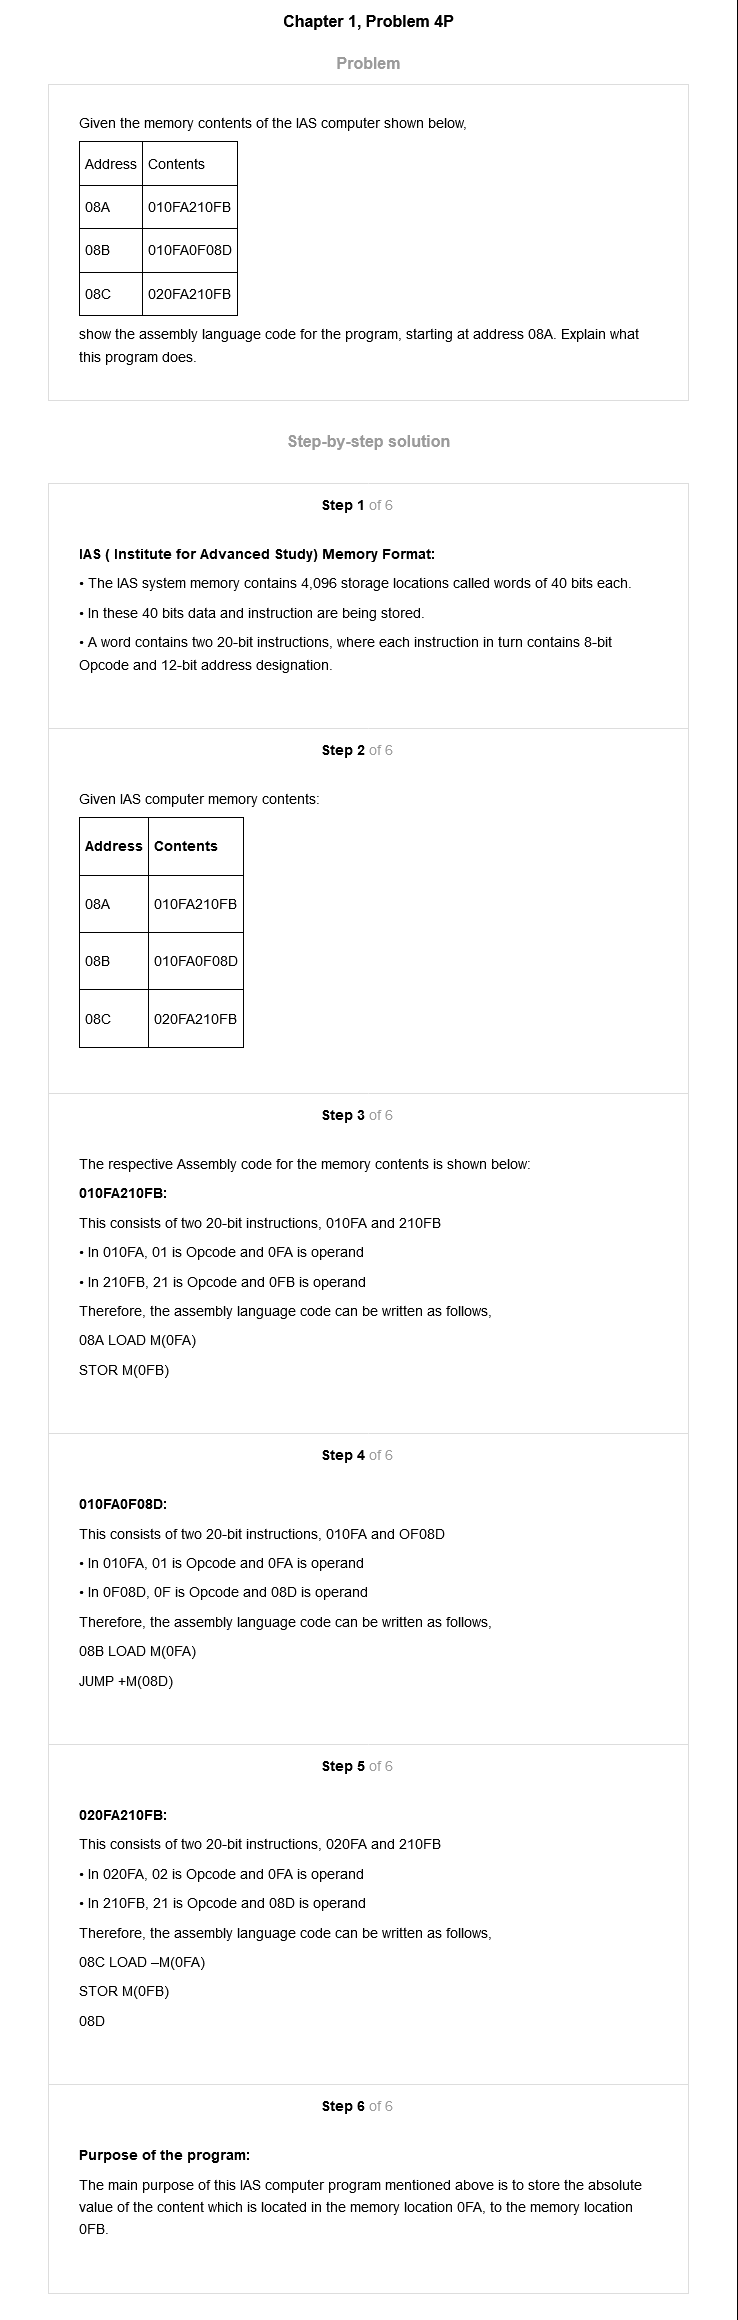 Chapter 1, Problem 4P
Problem
Given the memory contents of the IAS computer shown below,
Address Contents
08A 010FA210FB
08B 010FA0F08D
08C 020FA210FB
show the assembly language code for the program, starting at address 08A. Explain what
this program does.
Step-by-step solution
Step 1 of 6
IAS ( Institute for Advanced Study) Memory Format:
• The IAS system memory contains 4,096 storage locations called words of 40 bits each.
• In these 40 bits data and instruction are being stored.
• A word contains two 20-bit instructions, where each instruction in turn contains 8-bit
Opcode and 12-bit address designation.
Step 2 of 6
Given IAS computer memory contents:
Address Contents
08A 010FA210FB
08B 010FA0F08D
08C 020FA210FB
Step 3 of 6
The respective Assembly code for the memory contents is shown below:
010FA210FB:
This consists of two 20-bit instructions, 010FA and 210FB
• In 010FA, 01 is Opcode and 0FA is operand
• In 210FB, 21 is Opcode and 0FB is operand
Therefore, the assembly language code can be written as follows,
08A LOAD M(0FA)
STOR M(0FB)
Step 4 of 6
010FA0F08D:
This consists of two 20-bit instructions, 010FA and OF08D
• In 010FA, 01 is Opcode and 0FA is operand
• In 0F08D, 0F is Opcode and 08D is operand
Therefore, the assembly language code can be written as follows,
08B LOAD M(0FA)
JUMP +M(08D)
Step 5 of 6
020FA210FB:
This consists of two 20-bit instructions, 020FA and 210FB
• In 020FA, 02 is Opcode and 0FA is operand
• In 210FB, 21 is Opcode and 08D is operand
Therefore, the assembly language code can be written as follows,
08C LOAD –M(0FA)
STOR M(0FB)
08D
Step 6 of 6
Purpose of the program:
The main purpose of this IAS computer program mentioned above is to store the absolute
value of the content which is located in the memory location 0FA, to the memory location
0FB.